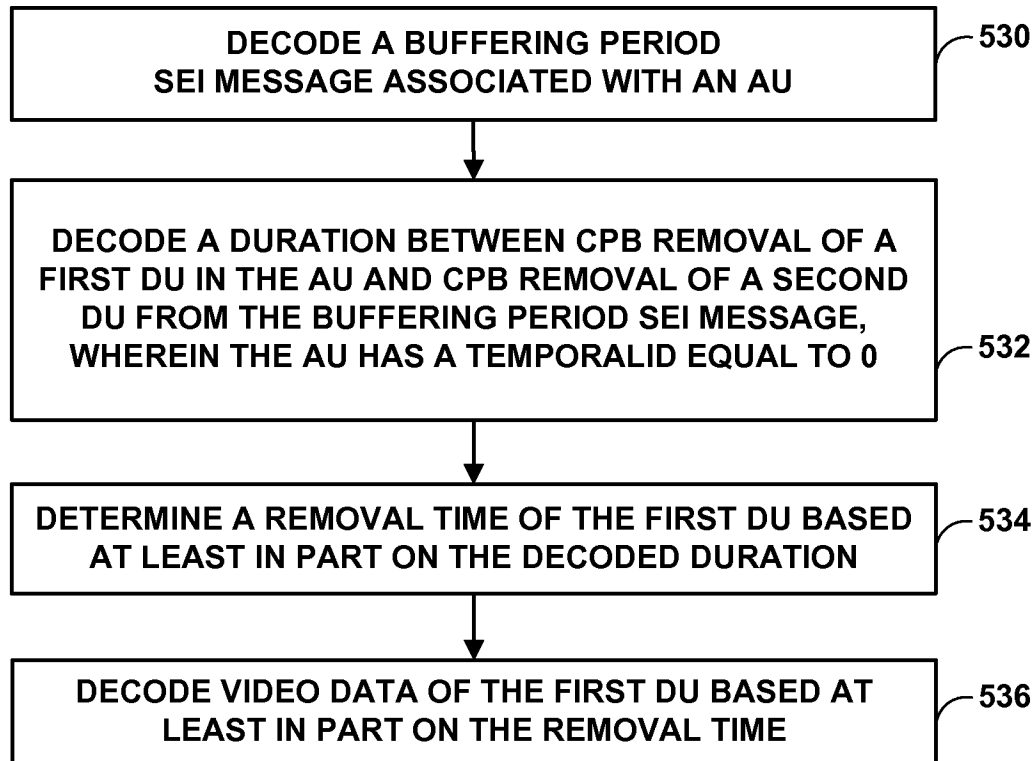 DECODE A BUFFERING PERIOD
SEI MESSAGE ASSOCIATED WITH AN AU
530
DECODE A DURATION BETWEEN CPB REMOVAL OF A
FIRST DU IN THE AU AND CPB REMOVAL OF A SECOND
DU FROM THE BUFFERING PERIOD SEI MESSAGE,
WHEREIN THE AU HAS A TEMPORALID EQUAL TO 0
532
DETERMINE A REMOVAL TIME OF THE FIRST DU BASED
AT LEAST IN PART ON THE DECODED DURATION
534
DECODE VIDEO DATA OF THE FIRST DU BASED AT
LEAST IN PART ON THE REMOVAL TIME
536